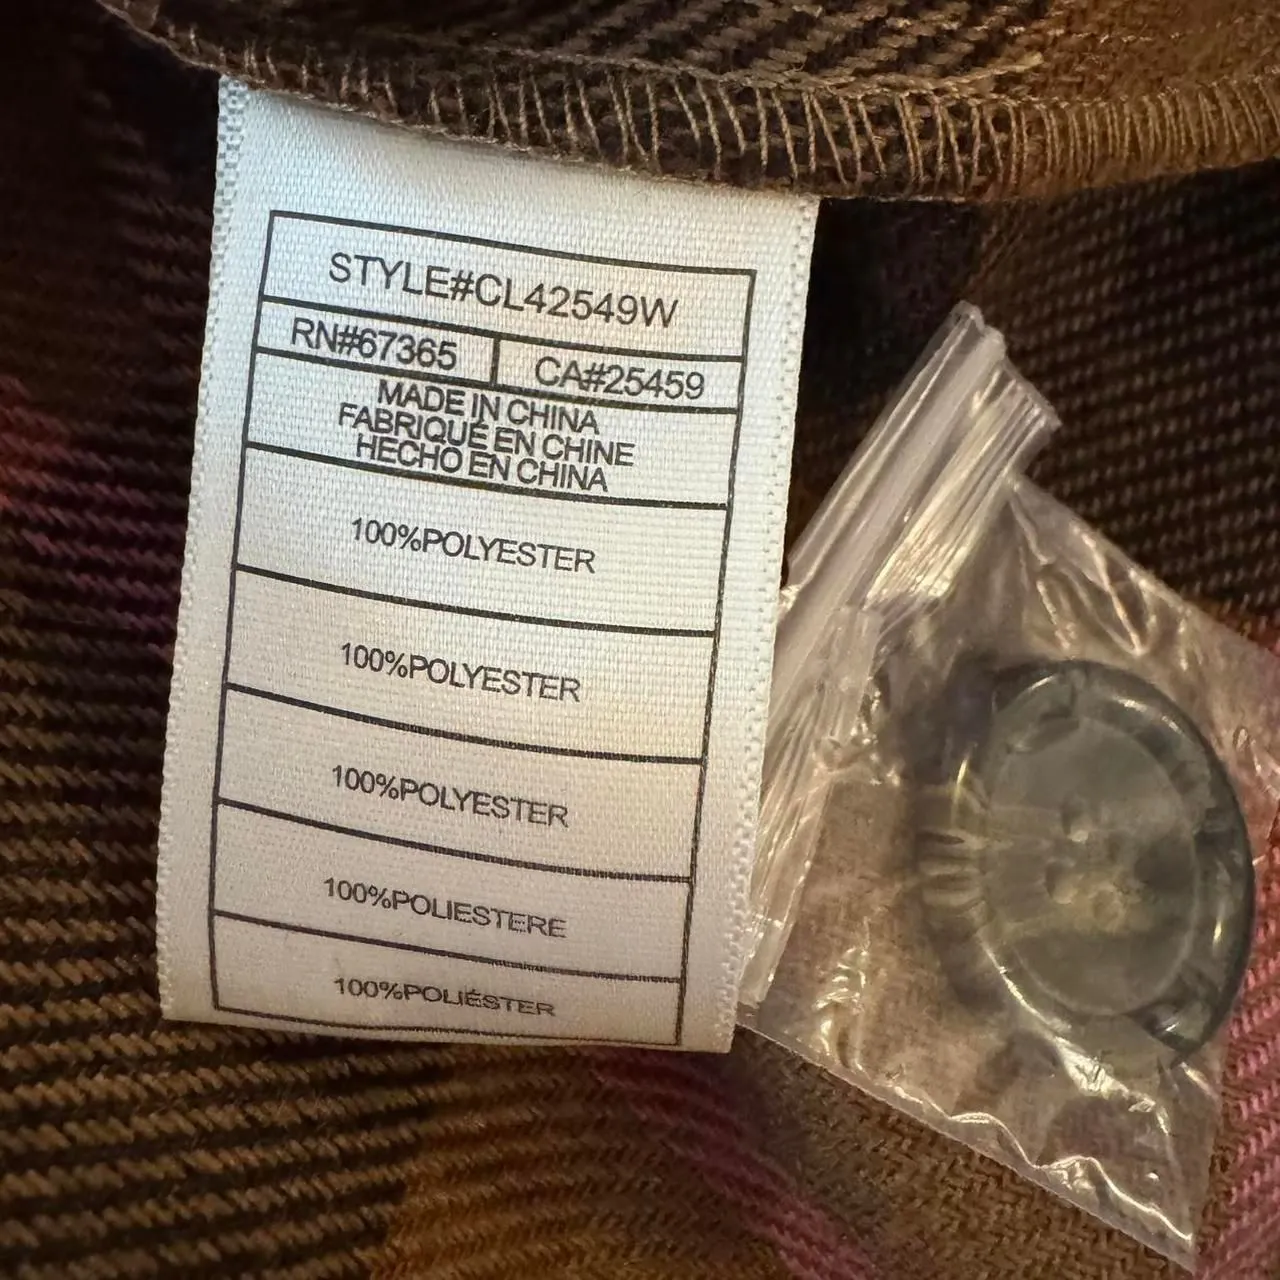 STYLE#CL42549W
RN#67365 CA#25459
MADE IN CHINA
FABRIQUÉ EN CHINE
HECHO EN CHINA
100%POLYESTER
100%POLYESTER
100%POLYESTER
100%POLIESTERE
100%POLIÉSTER